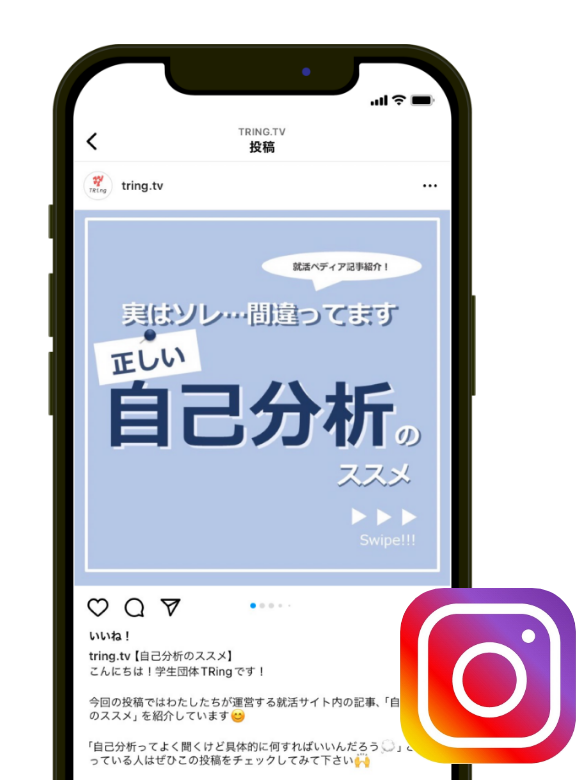 TRING.TV
投稿
TRing
tring.tv
就活ペディア記事紹介！
実はソレ…間違ってます
正しい
自己分析の
ススメ
Swipe!!!
いいね！
tring.tv【自己分析のススメ】
こんにちは！学生団体TRingです！
今回の投稿ではわたしたちが運営する就活サイト内の記事、「自
のススメ」を紹介しています😊
「自己分析ってよく聞くけど具体的に何すればいいんだろう💭」と
っている人はぜひこの投稿をチェックしてみて下さい🙌